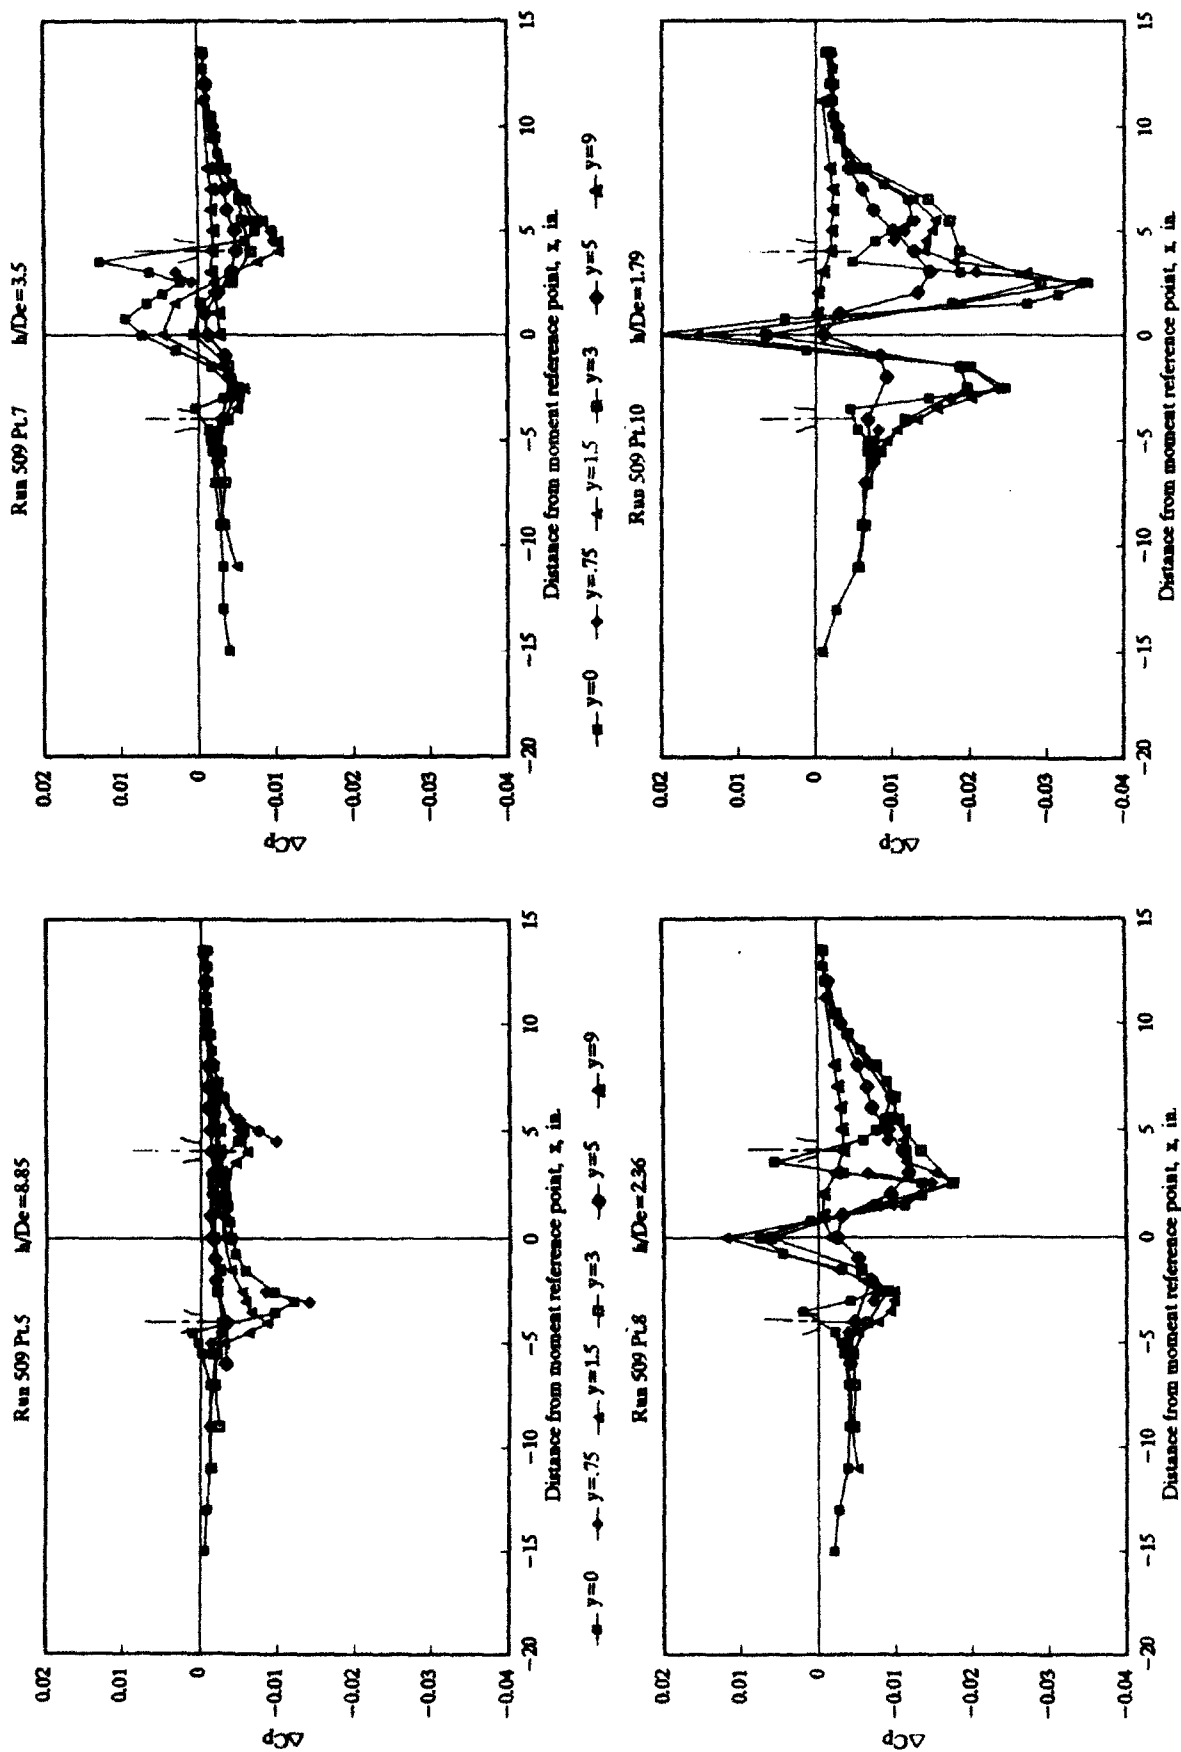 Run 509 Pt.5 h/De=8.85
0.02
0.01
0
-0.01
-0.02
-0.03
-0.04
ΔCp
-20 -15 -10 -5 0 5 10 15
Distance from moment reference point, x, in.
y=0 y=.75 y=1.5 y=3 y=5 y=9
Run 509 Pt.8 h/De=2.36
0.02
0.01
0
-0.01
-0.02
-0.03
-0.04
ΔCp
-20 -15 -10 -5 0 5 10 15
Distance from moment reference point, x, in.
Run 509 Pt.7 h/De=3.5
0.02
0.01
0
-0.01
-0.02
-0.03
-0.04
ΔCp
-20 -15 -10 -5 0 5 10 15
Distance from moment reference point, x, in.
y=0 y=.75 y=1.5 y=3 y=5 y=9
Run 509 Pt.10 h/De=1.79
0.02
0.01
0
-0.01
-0.02
-0.03
-0.04
ΔCp
-20 -15 -10 -5 0 5 10 15
Distance from moment reference point, x, in.